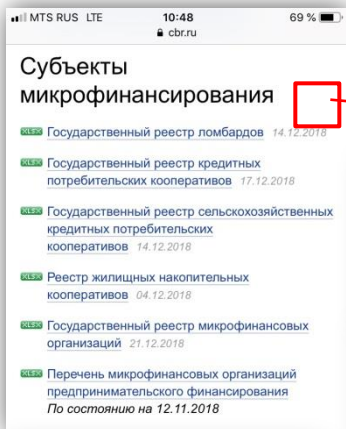 MTS RUS LTE 10:48 69 %
cbr.ru
Субъекты
микрофинансирования
XLSX Государственный реестр ломбардов 14.12.2018
XLSX Государственный реестр кредитных
потребительских кооперативов 17.12.2018
XLSX Государственный реестр сельскохозяйственных
кредитных потребительских
кооперативов 14.12.2018
XLSX Реестр жилищных накопительных
кооперативов 04.12.2018
XLSX Государственный реестр микрофинансовых
организаций 21.12.2018
XLSX Перечень микрофинансовых организаций
предпринимательского финансирования
По состоянию на 12.11.2018